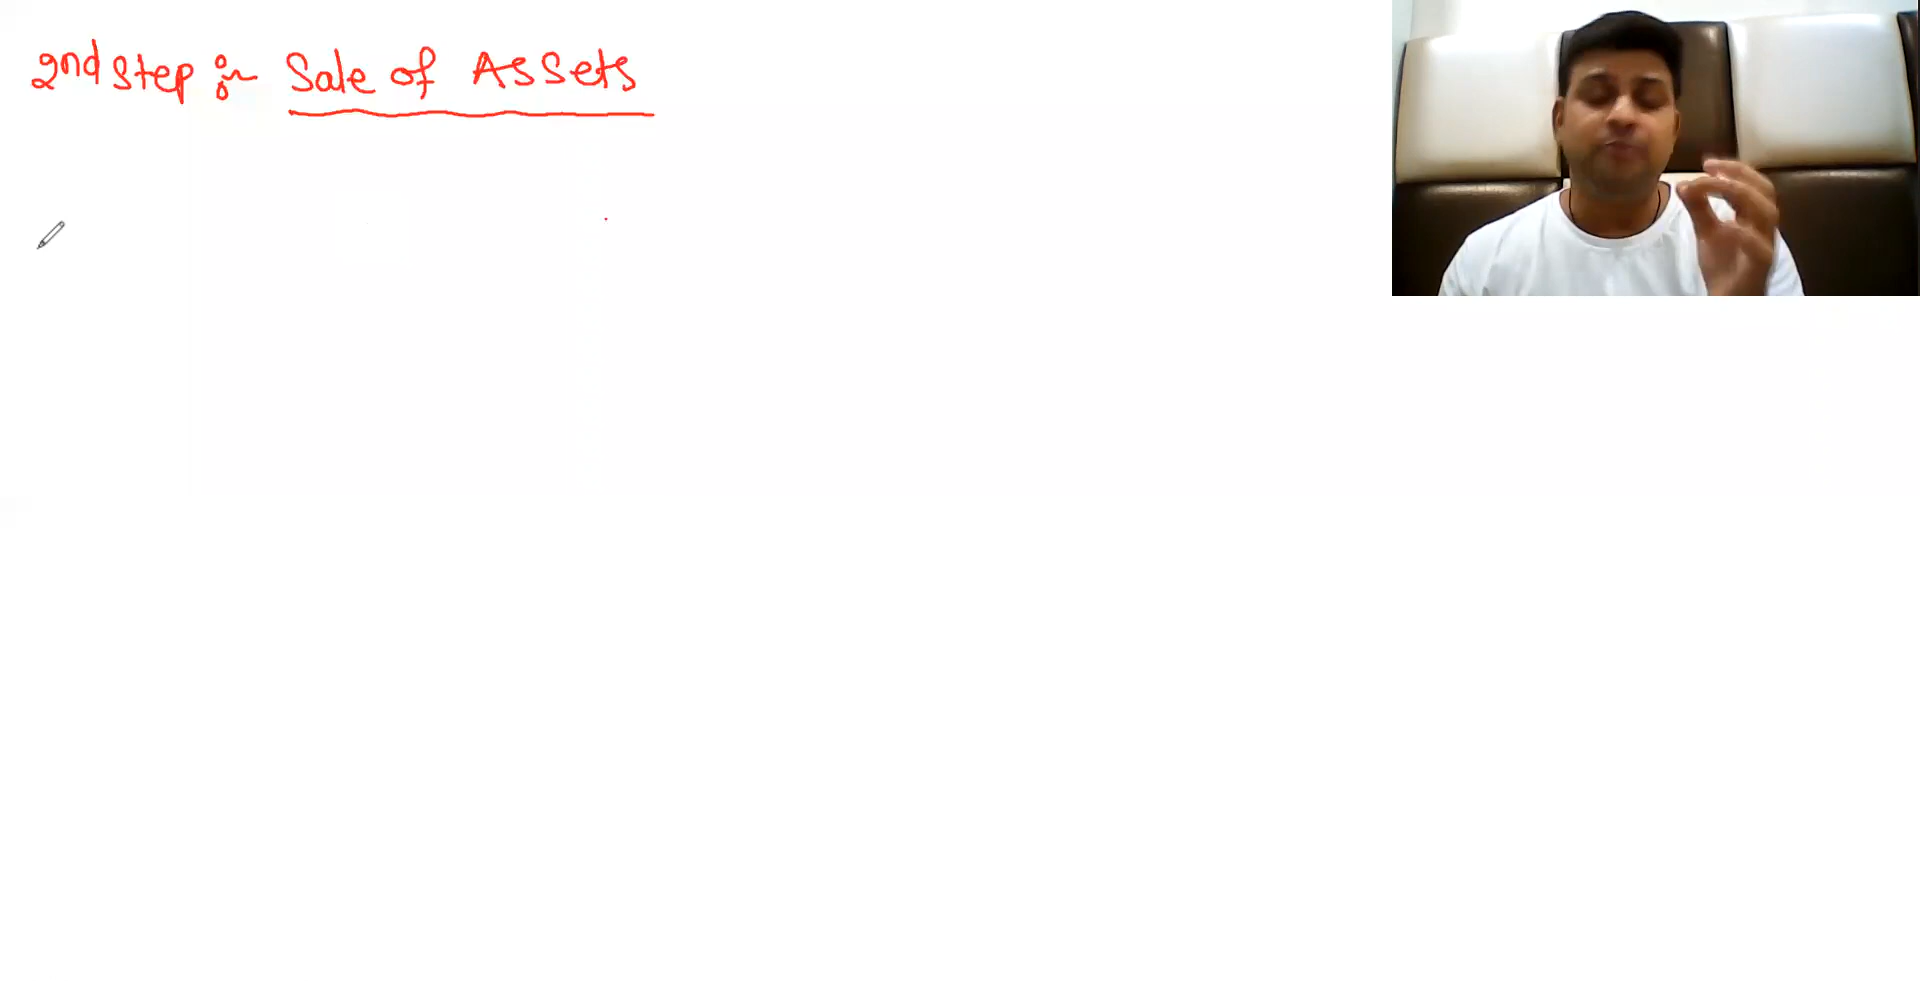 2nd Step :- Sale of Assets